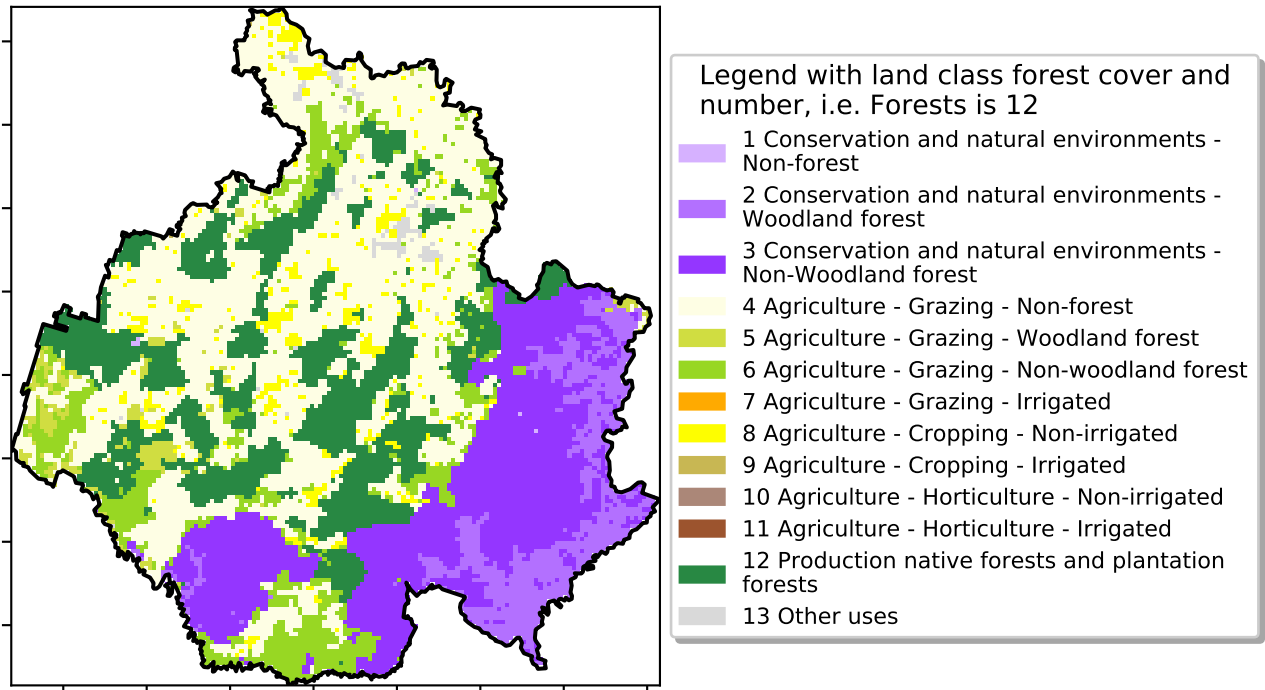 Legend with land class forest cover and
number, i.e. Forests is 12
1 Conservation and natural environments -
Non-forest
2 Conservation and natural environments -
Woodland forest
3 Conservation and natural environments -
Non-Woodland forest
4 Agriculture - Grazing - Non-forest
5 Agriculture - Grazing - Woodland forest
6 Agriculture - Grazing - Non-woodland forest
7 Agriculture - Grazing - Irrigated
8 Agriculture - Cropping - Non-irrigated
9 Agriculture - Cropping - Irrigated
10 Agriculture - Horticulture - Non-irrigated
11 Agriculture - Horticulture - Irrigated
12 Production native forests and plantation
forests
13 Other uses